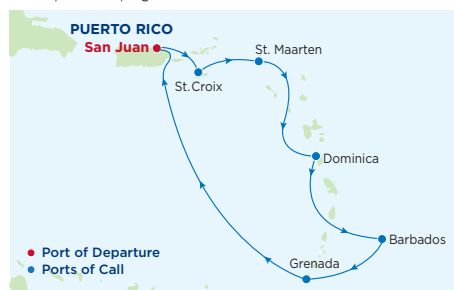 PUERTO RICO
San Juan
St. Maarten
St.Croix
Dominica
Barbados
Grenada
Port of Departure
Ports of Call